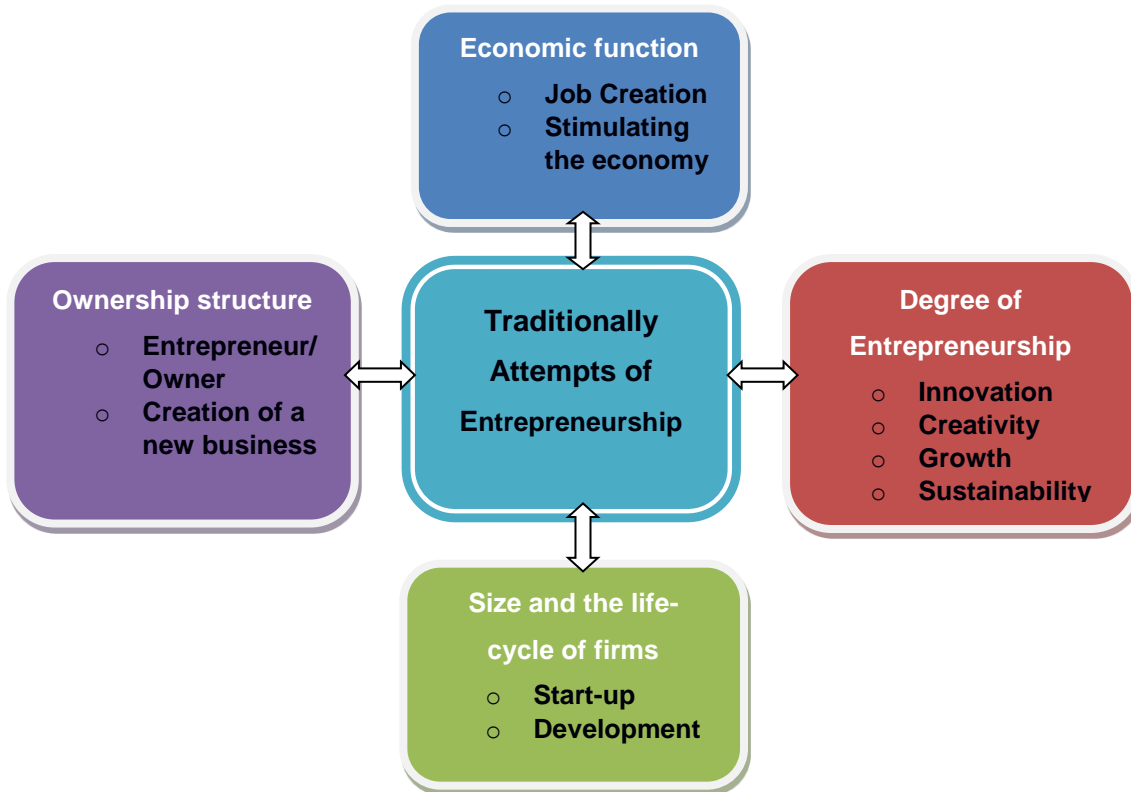 Economic function
o Job Creation
o Stimulating
the economy
Ownership structure
o Entrepreneur/
Owner
o Creation of a
new business
Traditionally
Attempts of
Entrepreneurship
Degree of
Entrepreneurship
o Innovation
o Creativity
o Growth
o Sustainability
Size and the life-
cycle of firms
o Start-up
o Development